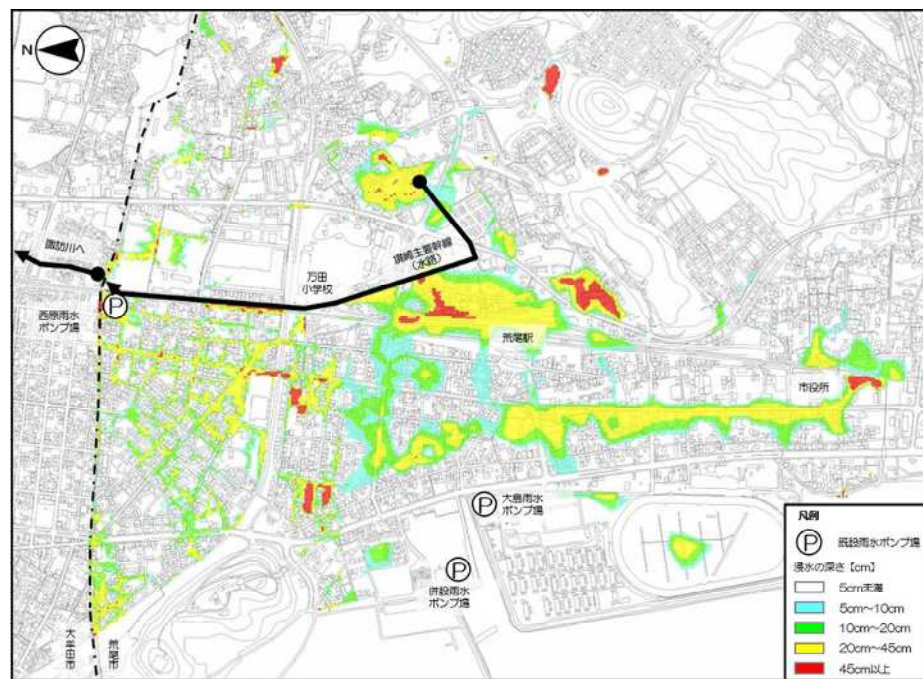 N
諏訪川へ
西原雨水
ポンプ場
P
万田
小学校
境崎主要幹線
(水路)
荒尾駅
市役所
P
大島雨水
ポンプ場
P
併設雨水
ポンプ場
大牟田市
荒尾市
凡例
P
既設雨水ポンプ場
浸水の深さ [cm]
5cm未満
5cm～10cm
10cm～20cm
20cm～45cm
45cm以上